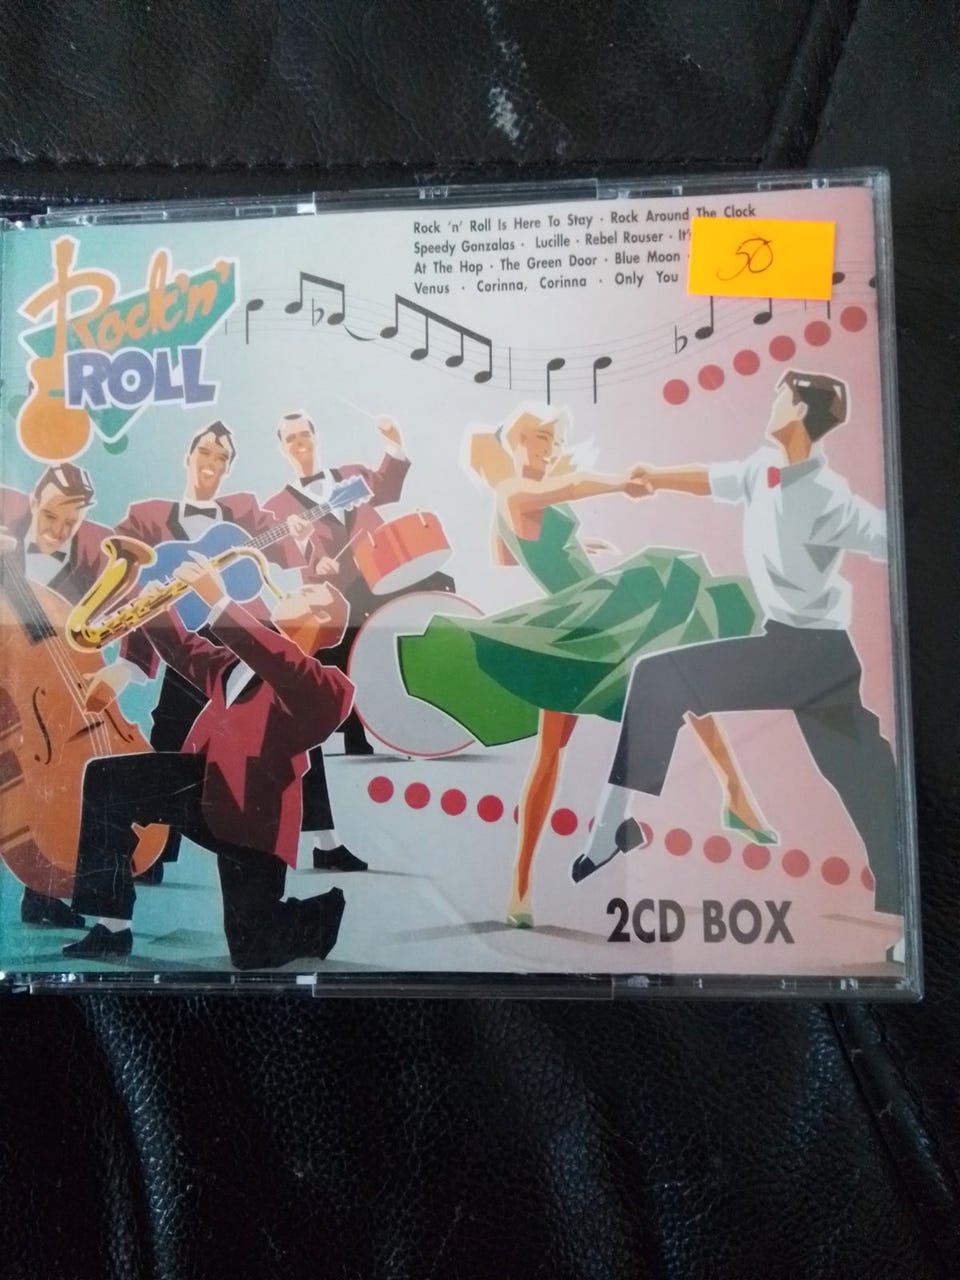 Rock 'n' Roll Is Here To Stay · Rock Around The Clock
Speedy Gonzalas · Lucille · Rebel Rouser · It's
At The Hop · The Green Door · Blue Moon ·
Venus · Corinna, Corinna · Only You
50
Rock 'n'
ROLL
2CD BOX